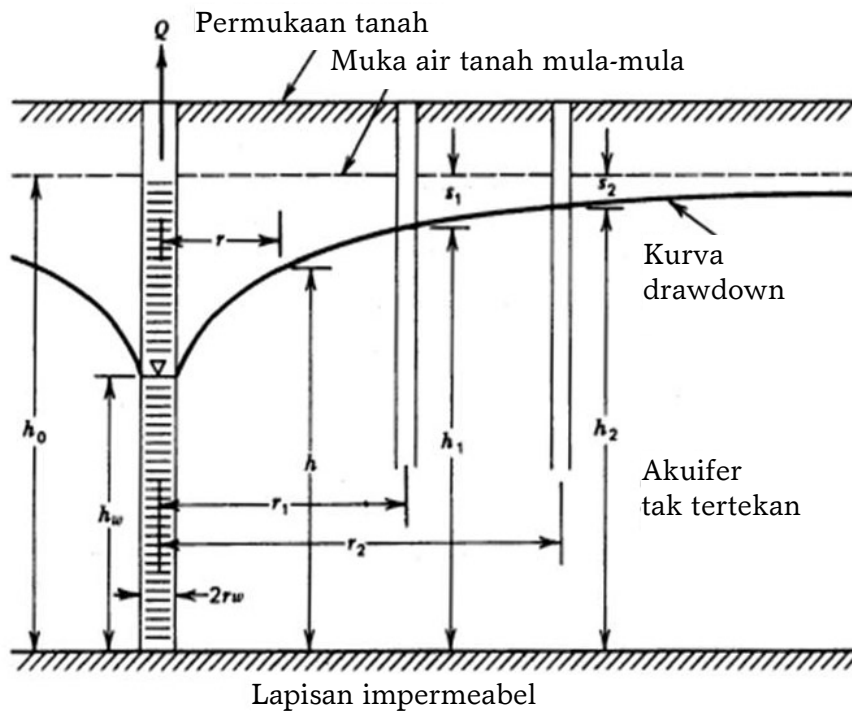 Q
Permukaan tanah
Muka air tanah mula-mula
s₁
s₂
r
Kurva
drawdown
h₀
h
h₁
h₂
Akuifer
tak tertekan
h_w
r₁
r₂
2rw
Lapisan impermeabel